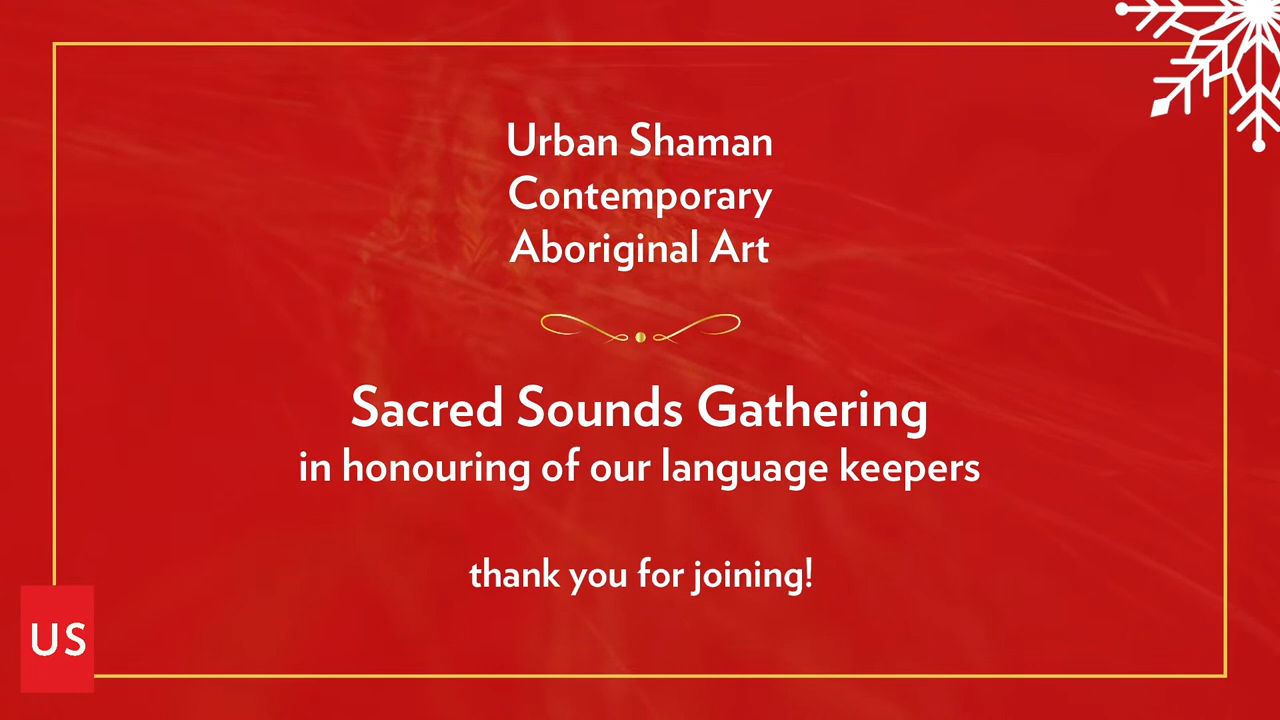 Urban Shaman
Contemporary
Aboriginal Art
Sacred Sounds Gathering
in honouring of our language keepers
thank you for joining!
US